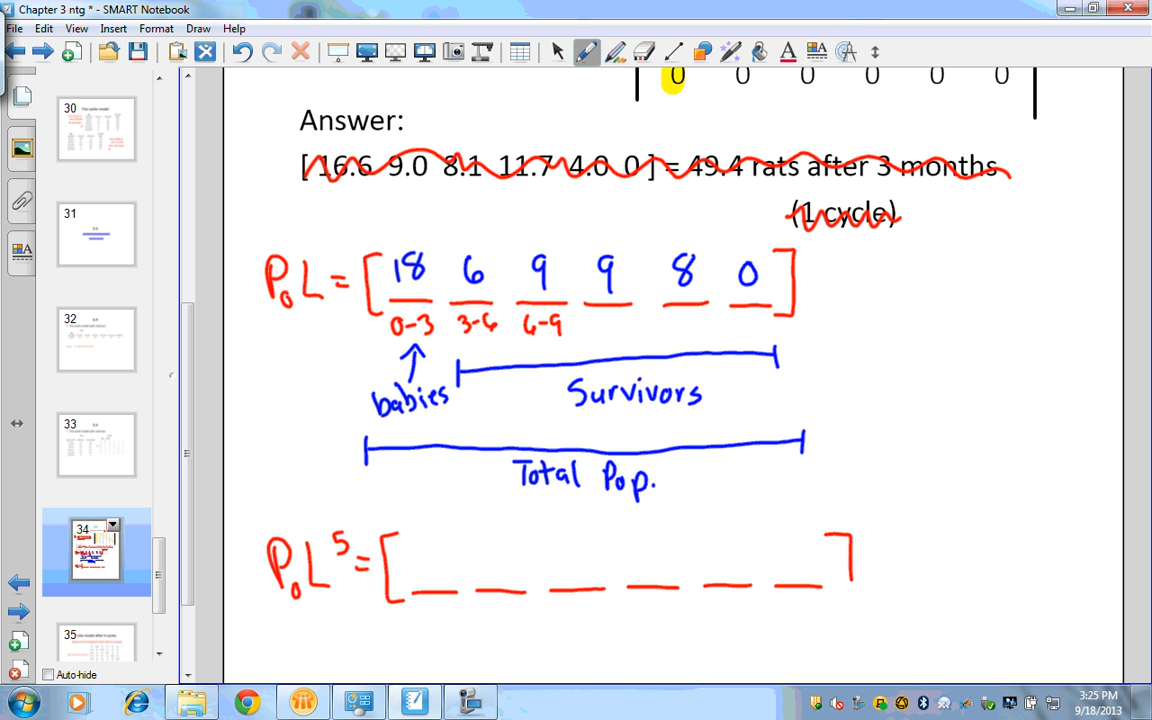 Chapter 3 ntg * - SMART Notebook
File Edit View Insert Format Draw Help
30
31
32
33
34
35
Auto-hide
0 0 0 0 0 0
Answer:
[ 16.6 9.0 8.1 11.7 4.0 0 ] = 49.4 rats after 3 months
(1 cycle)
P₀L = [ 18 6 9 9 8 0 ]
0-3 3-6 6-9
babies
Survivors
Total Pop.
P₀L⁵ = [ _ _ _ _ _ _ ]
3:25 PM
9/18/2013